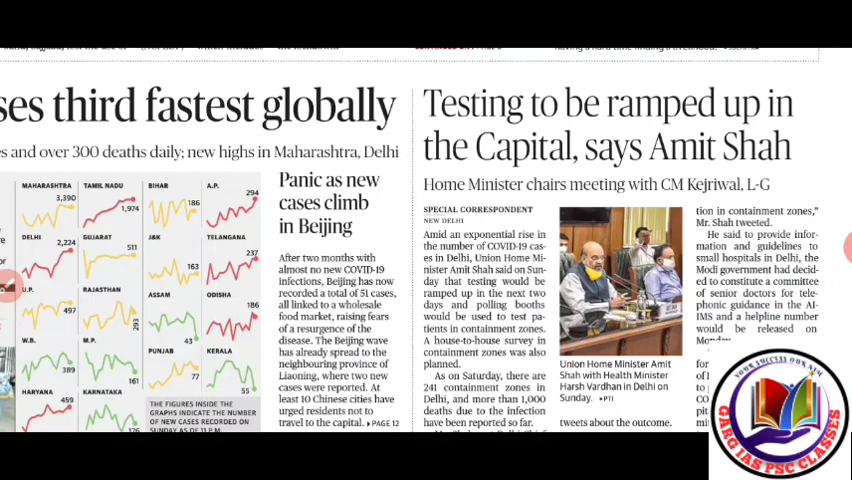 ses third fastest globally
s and over 300 deaths daily; new highs in Maharashtra, Delhi
MAHARASHTRA
3,390
TAMIL NADU
1,974
BIHAR
186
A.P.
294
DELHI
2,224
GUJARAT
511
J&K
163
TELANGANA
237
U.P.
497
RAJASTHAN
293
ASSAM
43
ODISHA
186
W.B.
389
M.P.
161
PUNJAB
77
KERALA
55
HARYANA
459
KARNATAKA
176
THE FIGURES INSIDE THE
GRAPHS INDICATE THE NUMBER
OF NEW CASES RECORDED ON
SUNDAY AS OF 11 P.M.
Panic as new
cases climb
in Beijing
After two months with
almost no new COVID-19
infections, Beijing has now
recorded a total of 51 cases,
all linked to a wholesale
food market, raising fears
of a resurgence of the
disease. The Beijing wave
has already spread to the
neighbouring province of
Liaoning, where two new
cases were reported. At
least 10 Chinese cities have
urged residents not to
travel to the capital. ▸ PAGE 12
Testing to be ramped up in
the Capital, says Amit Shah
Home Minister chairs meeting with CM Kejriwal, L-G
SPECIAL CORRESPONDENT
NEW DELHI
Amid an exponential rise in
the number of COVID-19 cas-
es in Delhi, Union Home Mi-
nister Amit Shah said on Sun-
day that testing would be
ramped up in the next two
days and polling booths
would be used to test pa-
tients in containment zones.
A house-to-house survey in
containment zones was also
planned.
As on Saturday, there are
241 containment zones in
Delhi, and more than 1,000
deaths due to the infection
have been reported so far.
Union Home Minister Amit
Shah with Health Minister
Harsh Vardhan in Delhi on
Sunday. ▸PTI
tweets about the outcome.
tion in containment zones,”
Mr. Shah tweeted.
He said to provide infor-
mation and guidelines to
small hospitals in Delhi, the
Modi government had decid-
ed to constitute a committee
of senior doctors for tele-
phonic guidance in the AI-
IMS and a helpline number
would be released on
YOUR SUCCESS OUR AIM
GARG IAS PSC CLASSES